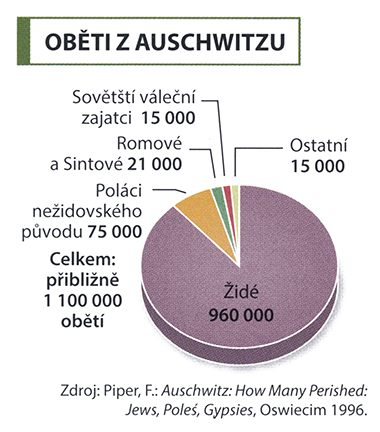 OBĚTI Z AUSCHWITZU
Sovětští váleční
zajatci 15 000
Romové
a Sintové 21 000
Poláci
nežidovského
původu 75 000
Ostatní
15 000
Celkem:
přibližně
1 100 000
obětí
Židé
960 000
Zdroj: Piper, F.: Auschwitz: How Many Perished:
Jews, Poleś, Gypsies, Oswiecim 1996.